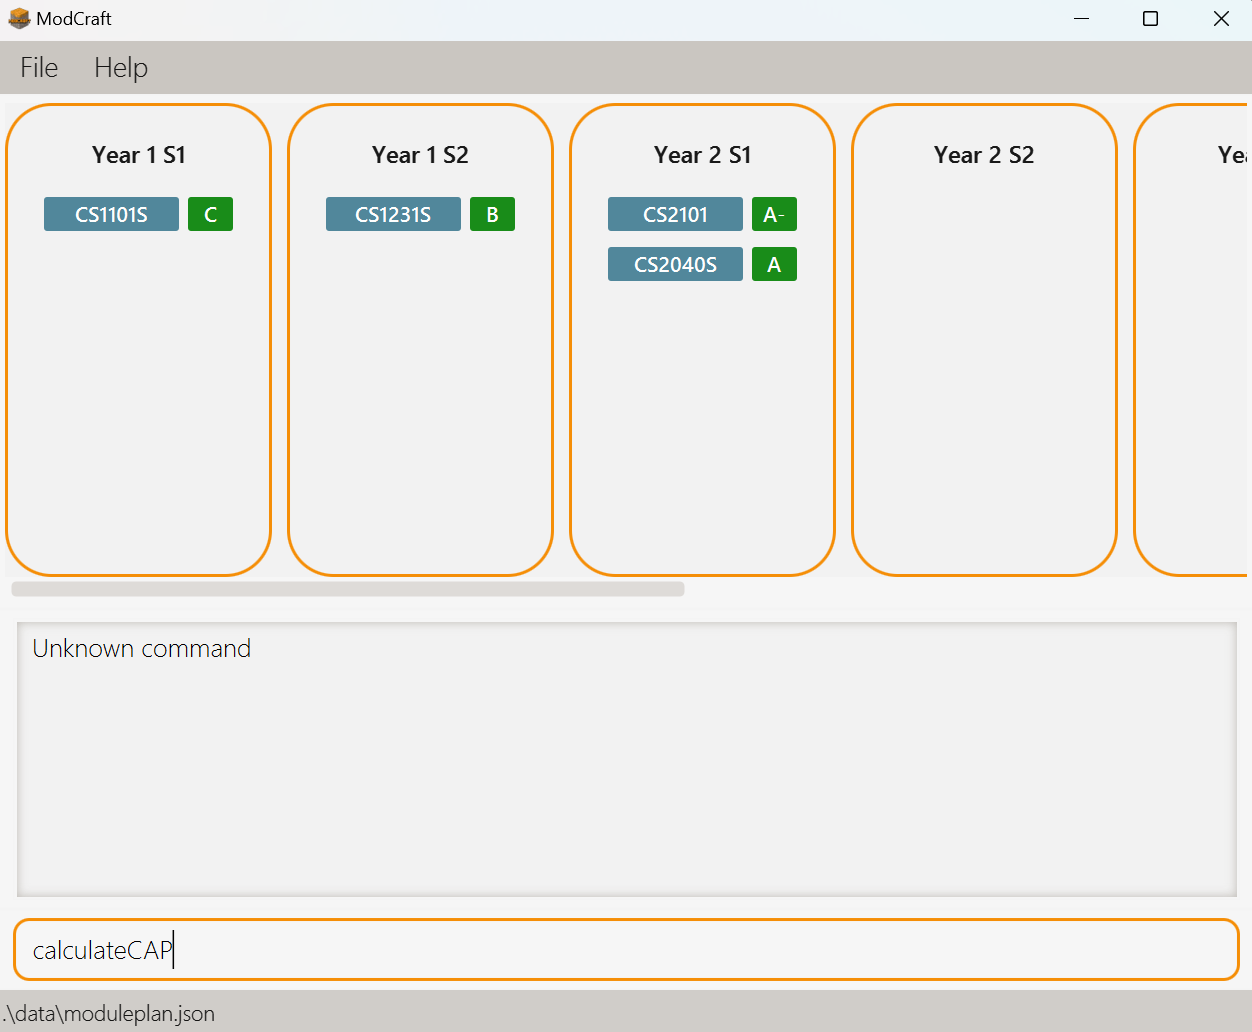 ModCraft
File Help
Year 1 S1
CS1101S C
Year 1 S2
CS1231S B
Year 2 S1
CS2101 A-
CS2040S A
Year 2 S2
Unknown command
calculateCAP
.\data\moduleplan.json